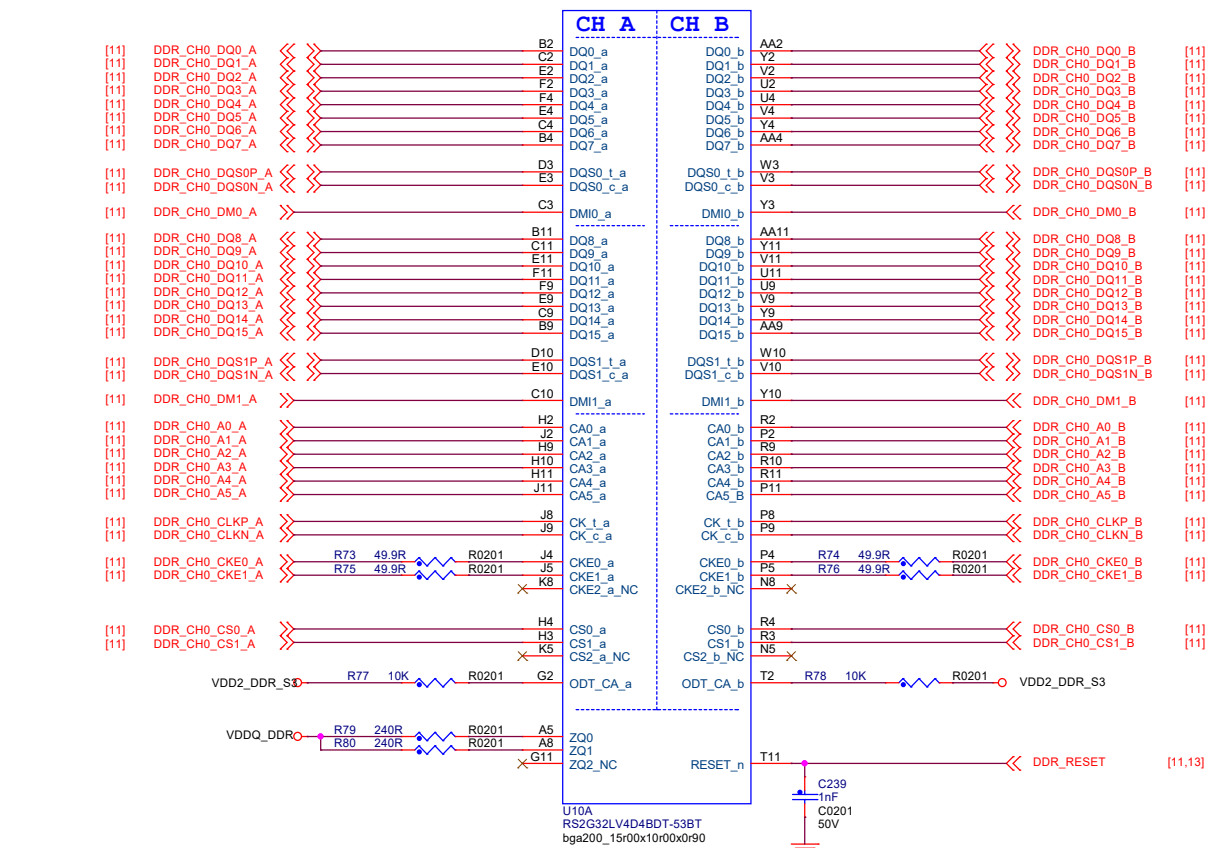 CH A CH B
[11] DDR_CH0_DQ0_A B2 DQ0_a DQ0_b AA2 DDR_CH0_DQ0_B [11]
[11] DDR_CH0_DQ1_A C2 DQ1_a DQ1_b Y2 DDR_CH0_DQ1_B [11]
[11] DDR_CH0_DQ2_A E2 DQ2_a DQ2_b V2 DDR_CH0_DQ2_B [11]
[11] DDR_CH0_DQ3_A F2 DQ3_a DQ3_b U2 DDR_CH0_DQ3_B [11]
[11] DDR_CH0_DQ4_A F4 DQ4_a DQ4_b U4 DDR_CH0_DQ4_B [11]
[11] DDR_CH0_DQ5_A E4 DQ5_a DQ5_b V4 DDR_CH0_DQ5_B [11]
[11] DDR_CH0_DQ6_A C4 DQ6_a DQ6_b Y4 DDR_CH0_DQ6_B [11]
[11] DDR_CH0_DQ7_A B4 DQ7_a DQ7_b AA4 DDR_CH0_DQ7_B [11]
[11] DDR_CH0_DQS0P_A D3 DQS0_t_a DQS0_t_b W3 DDR_CH0_DQS0P_B [11]
[11] DDR_CH0_DQS0N_A E3 DQS0_c_a DQS0_c_b V3 DDR_CH0_DQS0N_B [11]
[11] DDR_CH0_DM0_A C3 DMI0_a DMI0_b Y3 DDR_CH0_DM0_B [11]
[11] DDR_CH0_DQ8_A B11 DQ8_a DQ8_b AA11 DDR_CH0_DQ8_B [11]
[11] DDR_CH0_DQ9_A C11 DQ9_a DQ9_b Y11 DDR_CH0_DQ9_B [11]
[11] DDR_CH0_DQ10_A E11 DQ10_a DQ10_b V11 DDR_CH0_DQ10_B [11]
[11] DDR_CH0_DQ11_A F11 DQ11_a DQ11_b U11 DDR_CH0_DQ11_B [11]
[11] DDR_CH0_DQ12_A F9 DQ12_a DQ12_b U9 DDR_CH0_DQ12_B [11]
[11] DDR_CH0_DQ13_A E9 DQ13_a DQ13_b V9 DDR_CH0_DQ13_B [11]
[11] DDR_CH0_DQ14_A C9 DQ14_a DQ14_b Y9 DDR_CH0_DQ14_B [11]
[11] DDR_CH0_DQ15_A B9 DQ15_a DQ15_b AA9 DDR_CH0_DQ15_B [11]
[11] DDR_CH0_DQS1P_A D10 DQS1_t_a DQS1_t_b W10 DDR_CH0_DQS1P_B [11]
[11] DDR_CH0_DQS1N_A E10 DQS1_c_a DQS1_c_b V10 DDR_CH0_DQS1N_B [11]
[11] DDR_CH0_DM1_A C10 DMI1_a DMI1_b Y10 DDR_CH0_DM1_B [11]
[11] DDR_CH0_A0_A H2 CA0_a CA0_b R2 DDR_CH0_A0_B [11]
[11] DDR_CH0_A1_A J2 CA1_a CA1_b P2 DDR_CH0_A1_B [11]
[11] DDR_CH0_A2_A H9 CA2_a CA2_b R9 DDR_CH0_A2_B [11]
[11] DDR_CH0_A3_A H10 CA3_a CA3_b R10 DDR_CH0_A3_B [11]
[11] DDR_CH0_A4_A H11 CA4_a CA4_b R11 DDR_CH0_A4_B [11]
[11] DDR_CH0_A5_A J11 CA5_a CA5_B P11 DDR_CH0_A5_B [11]
[11] DDR_CH0_CLKP_A J8 CK_t_a CK_t_b P8 DDR_CH0_CLKP_B [11]
[11] DDR_CH0_CLKN_A J9 CK_c_a CK_c_b P9 DDR_CH0_CLKN_B [11]
[11] DDR_CH0_CKE0_A R73 49.9R R0201 J4 CKE0_a CKE0_b P4 R74 49.9R R0201 DDR_CH0_CKE0_B [11]
[11] DDR_CH0_CKE1_A R75 49.9R R0201 J5 CKE1_a CKE1_b P5 R76 49.9R R0201 DDR_CH0_CKE1_B [11]
K8 CKE2_a_NC CKE2_b_NC N8
[11] DDR_CH0_CS0_A H4 CS0_a CS0_b R4 DDR_CH0_CS0_B [11]
[11] DDR_CH0_CS1_A H3 CS1_a CS1_b R3 DDR_CH0_CS1_B [11]
K5 CS2_a_NC CS2_b_NC N5
VDD2_DDR_S3 R77 10K R0201 G2 ODT_CA_a ODT_CA_b T2 R78 10K R0201 VDD2_DDR_S3
VDDQ_DDR R79 240R R0201 A5 ZQ0
R80 240R R0201 A8 ZQ1
G11 ZQ2_NC RESET_n T11 DDR_RESET [11,13]
C239
1nF
C0201
50V
U10A
RS2G32LV4D4BDT-53BT
bga200_15r00x10r00x0r90